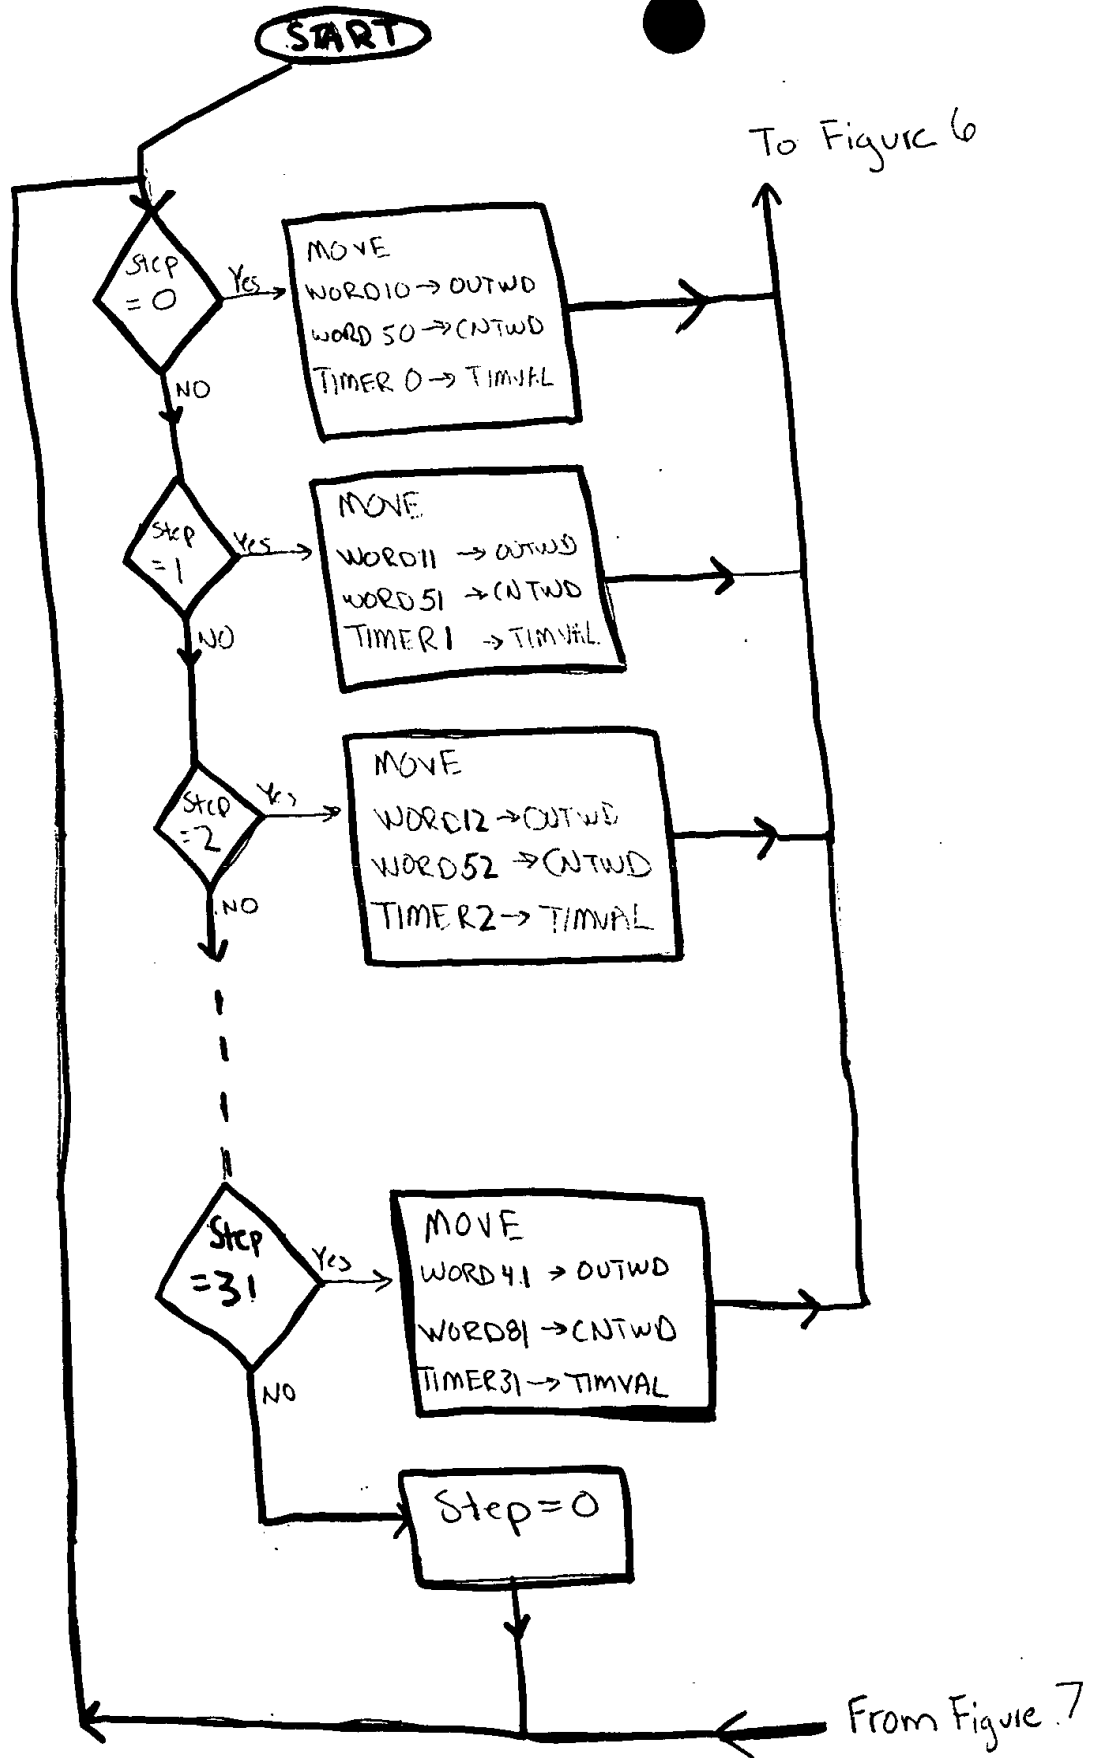 START
To Figure 6
Step
= 0
Yes
MOVE
WORD10 → OUTWD
WORD 50 → CNTWD
TIMER 0 → TIMVAL
NO
Step
= 1
Yes
MOVE
WORD11 → OUTWD
WORD51 → CNTWD
TIMER1 → TIMVAL
NO
Step
=2
Yes
MOVE
WORD12 → OUTWD
WORD52 → CNTWD
TIMER2 → TIMVAL
NO
Step
=31
Yes
MOVE
WORD41 → OUTWD
WORD81 → CNTWD
TIMER31 → TIMVAL
NO
Step = 0
From Figure 7